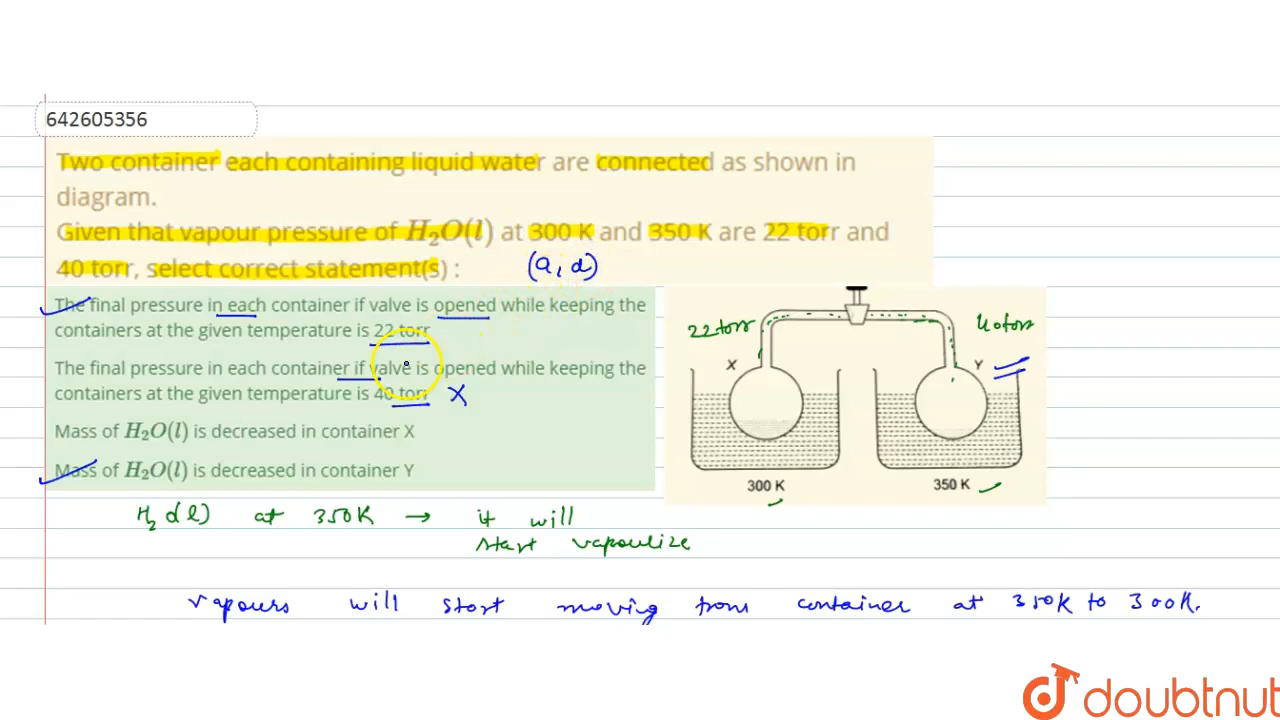 642605356
Two container each containing liquid water are connected as shown in
diagram.
Given that vapour pressure of H₂O(l) at 300 K and 350 K are 22 torr and
40 torr, select correct statement(s) :
(a, d)
The final pressure in each container if valve is opened while keeping the
containers at the given temperature is 22 torr
The final pressure in each container if valve is opened while keeping the
containers at the given temperature is 40 torr X
Mass of H₂O(l) is decreased in container X
Mass of H₂O(l) is decreased in container Y
22 torr
40 torr
X
Y
300 K
350 K
H₂O(l) at 350K → it will
start vapoulize
vapours will start moving from container at 350K to 300K.
doubtnut